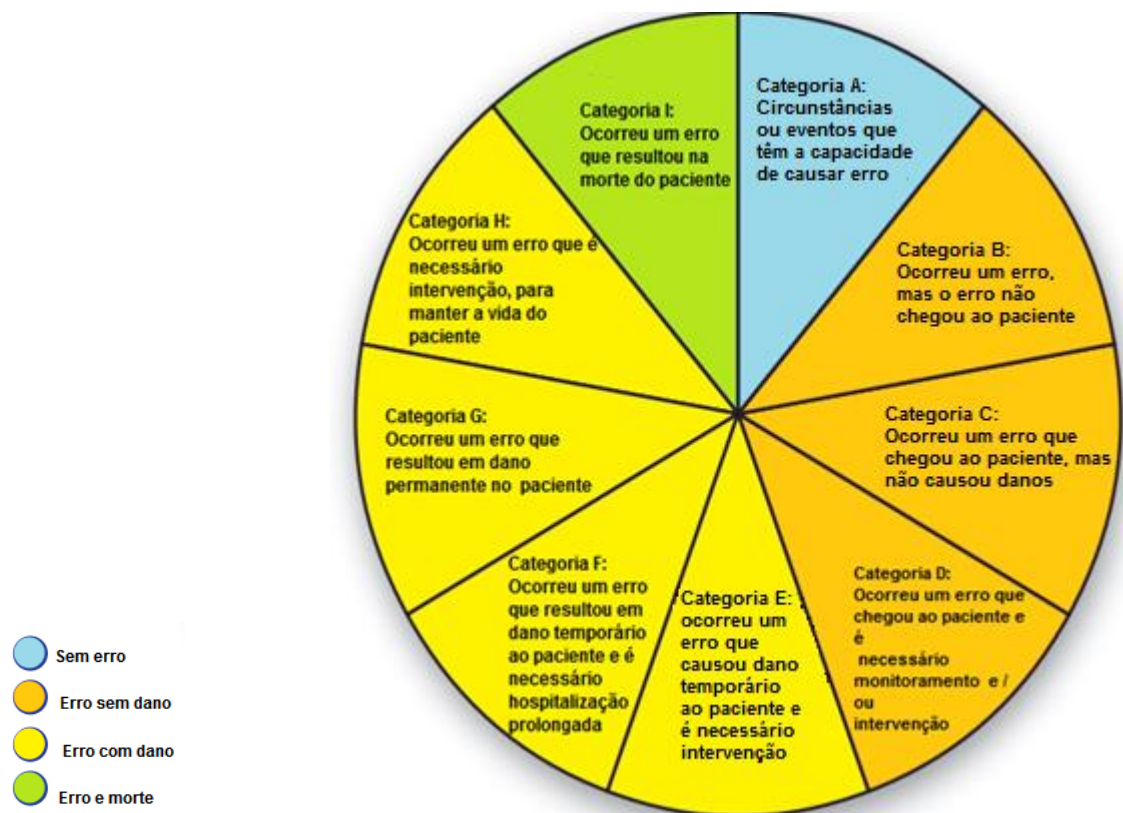 Categoria A:
Circunstâncias
ou eventos que
têm a capacidade
de causar erro
Categoria B:
Ocorreu um erro,
mas o erro não
chegou ao paciente
Categoria C:
Ocorreu um erro que
chegou ao paciente, mas
não causou danos
Categoria D:
Ocorreu um erro que
chegou ao paciente e
é
necessário
monitoramento e /
ou
intervenção
Categoria E:
ocorreu um
erro que
causou dano
temporário
ao paciente e
é necessário
intervenção
Categoria F:
Ocorreu um erro
que resultou em
dano temporário
ao paciente e é
necessário
hospitalização
prolongada
Categoria G:
Ocorreu um erro que
resultou em dano
permanente no paciente
Categoria H:
Ocorreu um erro que é
necessário
intervenção, para
manter a vida do
paciente
Categoria I:
Ocorreu um erro
que resultou na
morte do paciente
Sem erro
Erro sem dano
Erro com dano
Erro e morte